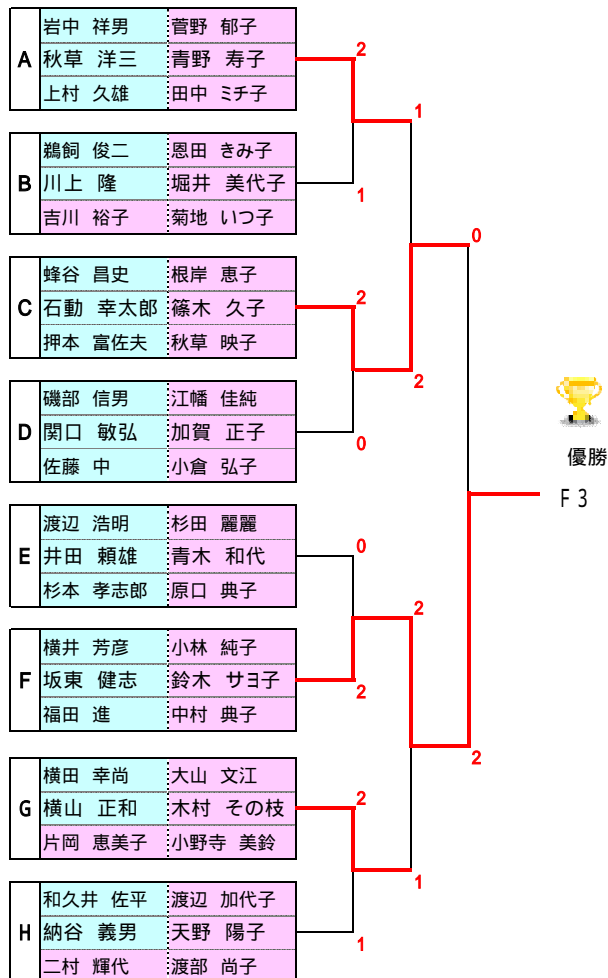 A
岩中 祥男 菅野 郁子
秋草 洋三 青野 寿子
上村 久雄 田中 ミチ子
2
1
B
鵜飼 俊二 恩田 きみ子
川上 隆 堀井 美代子
吉川 裕子 菊地 いつ子
1
0
C
蜂谷 昌史 根岸 恵子
石動 幸太郎 篠木 久子
押本 富佐夫 秋草 映子
2
2
D
磯部 信男 江幡 佳純
関口 敏弘 加賀 正子
佐藤 中 小倉 弘子
0
優勝
F 3
E
渡辺 浩明 杉田 麗麗
井田 頼雄 青木 和代
杉本 孝志郎 原口 典子
0
2
F
横井 芳彦 小林 純子
坂東 健志 鈴木 サヨ子
福田 進 中村 典子
2
2
G
横田 幸尚 大山 文江
横山 正和 木村 その枝
片岡 恵美子 小野寺 美鈴
2
1
H
和久井 佐平 渡辺 加代子
納谷 義男 天野 陽子
二村 輝代 渡部 尚子
1